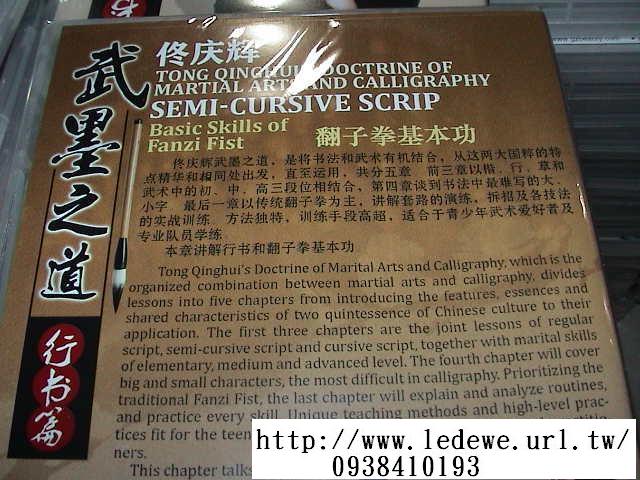 武墨之道
行书篇
佟庆辉
TONG QINGHUI'S DOCTRINE OF
MARTIAL ARTS AND CALLIGRAPHY
SEMI-CURSIVE SCRIP
Basic Skills of
Fanzi Fist
翻子拳基本功
佟庆辉武墨之道，是将书法和武术有机结合，从这两大国粹的特
点精华和相同处出发，直至运用，共分五章。前三章以楷、行、草和
武术中的初、中、高三段位相结合，第四章谈到书法中最难写的大、
小字。最后一章以传统翻子拳为主，讲解套路的演练，拆招及各技法
的实战训练。方法独特，训练手段高超，适合于青少年武术爱好者及
专业队员学练。
本章讲解行书和翻子拳基本功。
Tong Qinghui's Doctrine of Marital Arts and Calligraphy, which is the
organized combination between martial arts and calligraphy, divides
lessons into five chapters from introducing the features, essences and
shared characteristics of two quintessence of Chinese culture to their
application. The first three chapters are the joint lessons of regular
script, semi-cursive script and cursive script, together with marital skills
of elementary, medium and advanced level. The fourth chapter will cover
big and small characters, the most difficult in calligraphy. Prioritizing the
traditional Fanzi Fist, the last chapter will explain and analyze routines,
and practice every skill. Unique teaching methods and high-level prac-
tices fit for the teen
ners.
This chapter talks
http://www.ledewe.url.tw/
0938410193